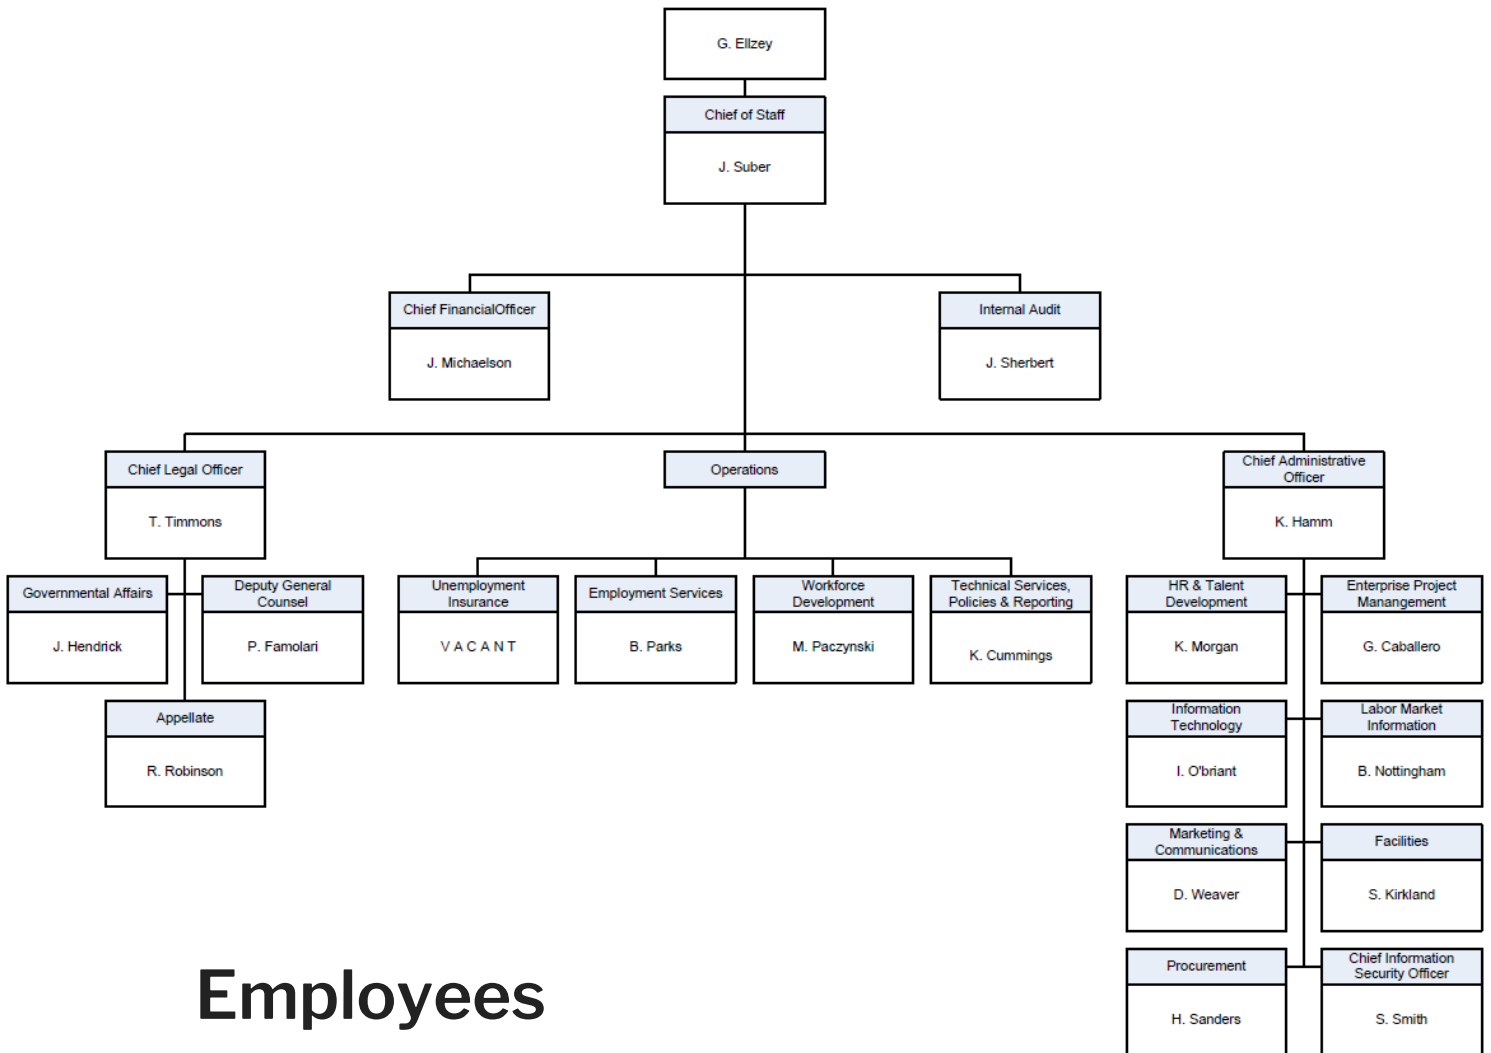 G. Ellzey
Chief of Staff
J. Suber
Chief FinancialOfficer
J. Michaelson
Internal Audit
J. Sherbert
Chief Legal Officer
T. Timmons
Operations
Chief Administrative
Officer
K. Hamm
Governmental Affairs
J. Hendrick
Deputy General
Counsel
P. Famolari
Unemployment
Insurance
V A C A N T
Employment Services
B. Parks
Workforce
Development
M. Paczynski
Technical Services,
Policies & Reporting
K. Cummings
HR & Talent
Development
K. Morgan
Enterprise Project
Manangement
G. Caballero
Appellate
R. Robinson
Information
Technology
I. O'briant
Labor Market
Information
B. Nottingham
Marketing &
Communications
D. Weaver
Facilities
S. Kirkland
Procurement
H. Sanders
Chief Information
Security Officer
S. Smith
Employees